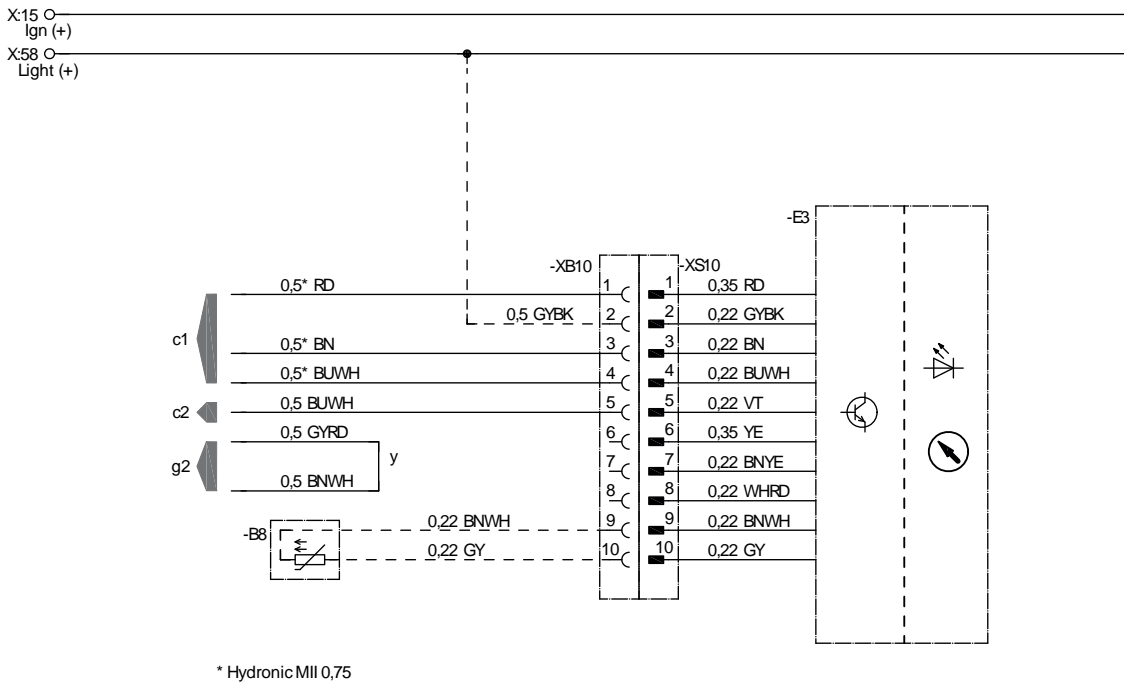 X:15
Ign (+)
X:58
Light (+)
-E3
-XB10 -XS10
0,5* RD 1 1 0,35 RD
0,5 GYBK 2 2 0,22 GYBK
c1
0,5* BN 3 3 0,22 BN
0,5* BUWH 4 4 0,22 BUWH
c2 0,5 BUWH 5 5 0,22 VT
0,5 GYRD 6 6 0,35 YE
g2 y
7 7 0,22 BNYE
0,5 BNWH 8 8 0,22 WHRD
-B8 0,22 BNWH 9 9 0,22 BNWH
0,22 GY 10 10 0,22 GY
* Hydronic MII 0,75